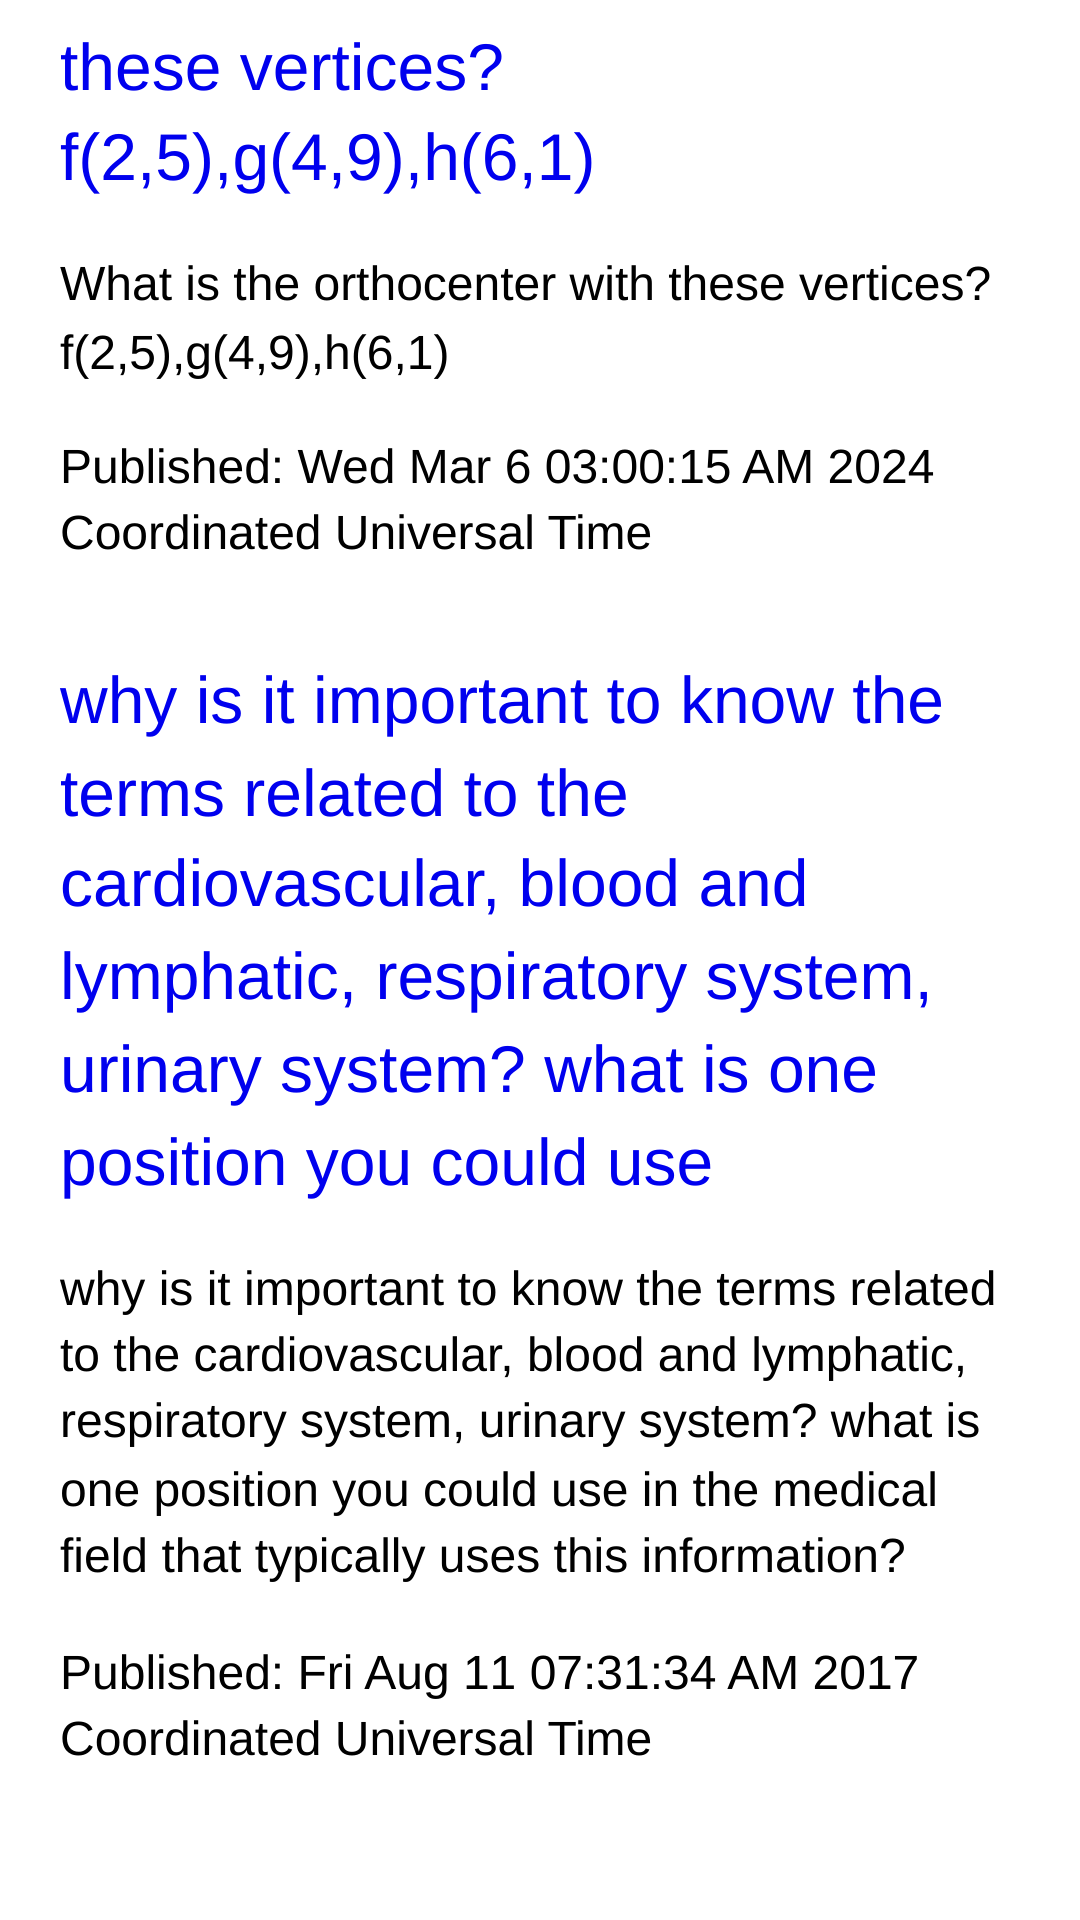 these vertices?
f(2,5),g(4,9),h(6,1)
What is the orthocenter with these vertices?
f(2,5),g(4,9),h(6,1)
Published: Wed Mar 6 03:00:15 AM 2024
Coordinated Universal Time
why is it important to know the
terms related to the
cardiovascular, blood and
lymphatic, respiratory system,
urinary system? what is one
position you could use
why is it important to know the terms related
to the cardiovascular, blood and lymphatic,
respiratory system, urinary system? what is
one position you could use in the medical
field that typically uses this information?
Published: Fri Aug 11 07:31:34 AM 2017
Coordinated Universal Time